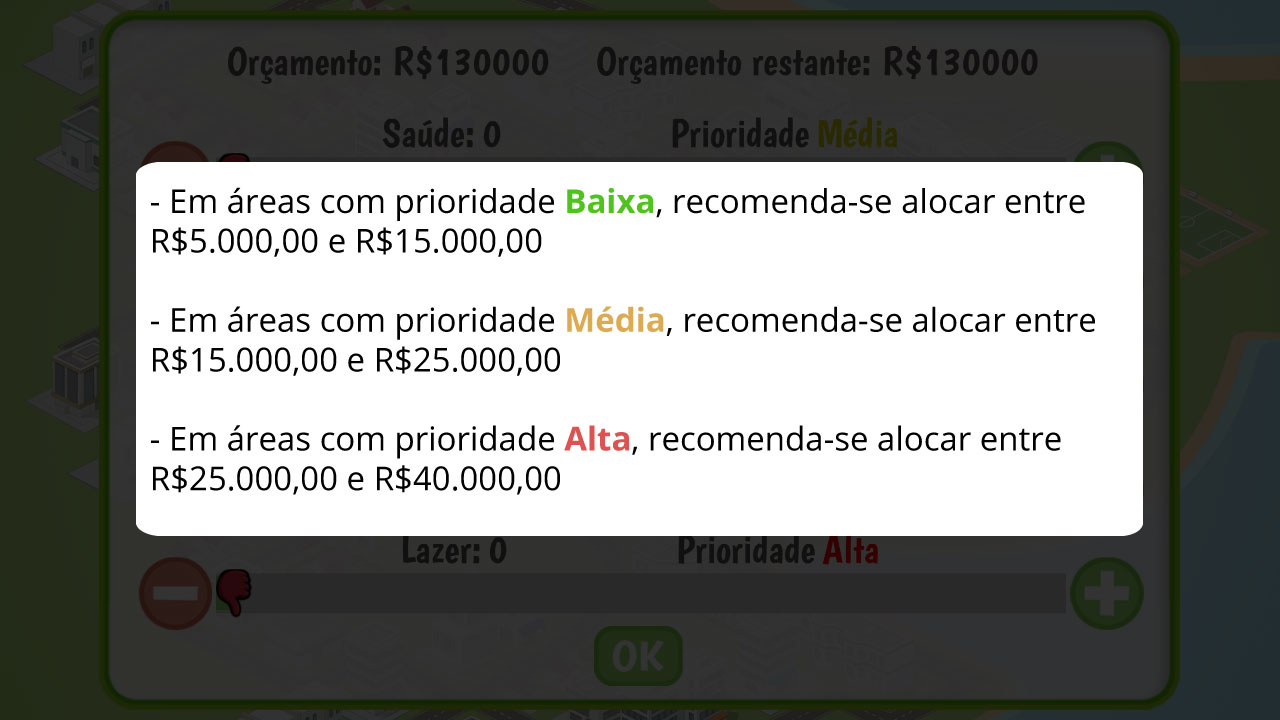 Orçamento: R$130000 Orçamento restante: R$130000
Saúde: 0 Prioridade Média
- Em áreas com prioridade Baixa, recomenda-se alocar entre
R$5.000,00 e R$15.000,00
- Em áreas com prioridade Média, recomenda-se alocar entre
R$15.000,00 e R$25.000,00
- Em áreas com prioridade Alta, recomenda-se alocar entre
R$25.000,00 e R$40.000,00
Lazer: 0 Prioridade Alta
OK